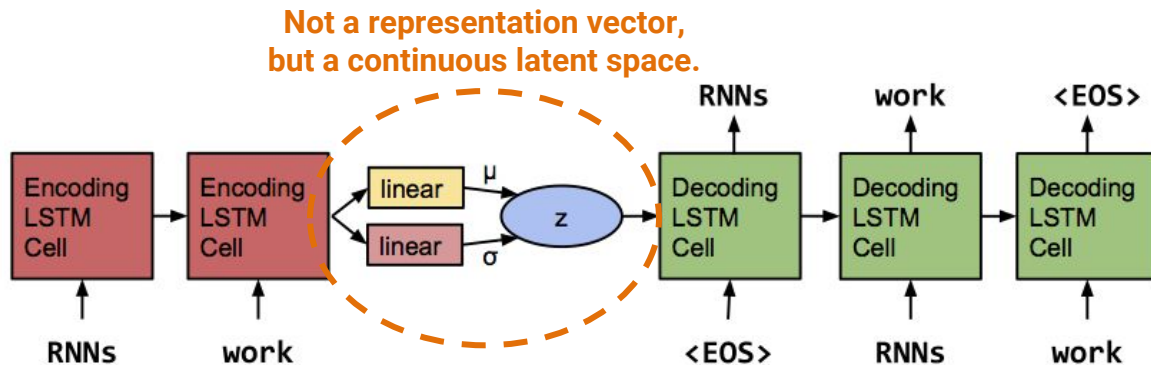 Not a representation vector,
but a continuous latent space.
RNNs work <EOS>
Encoding LSTM Cell
Encoding LSTM Cell
linear
μ
linear
σ
z
Decoding LSTM Cell
Decoding LSTM Cell
Decoding LSTM Cell
RNNs work <EOS> RNNs work